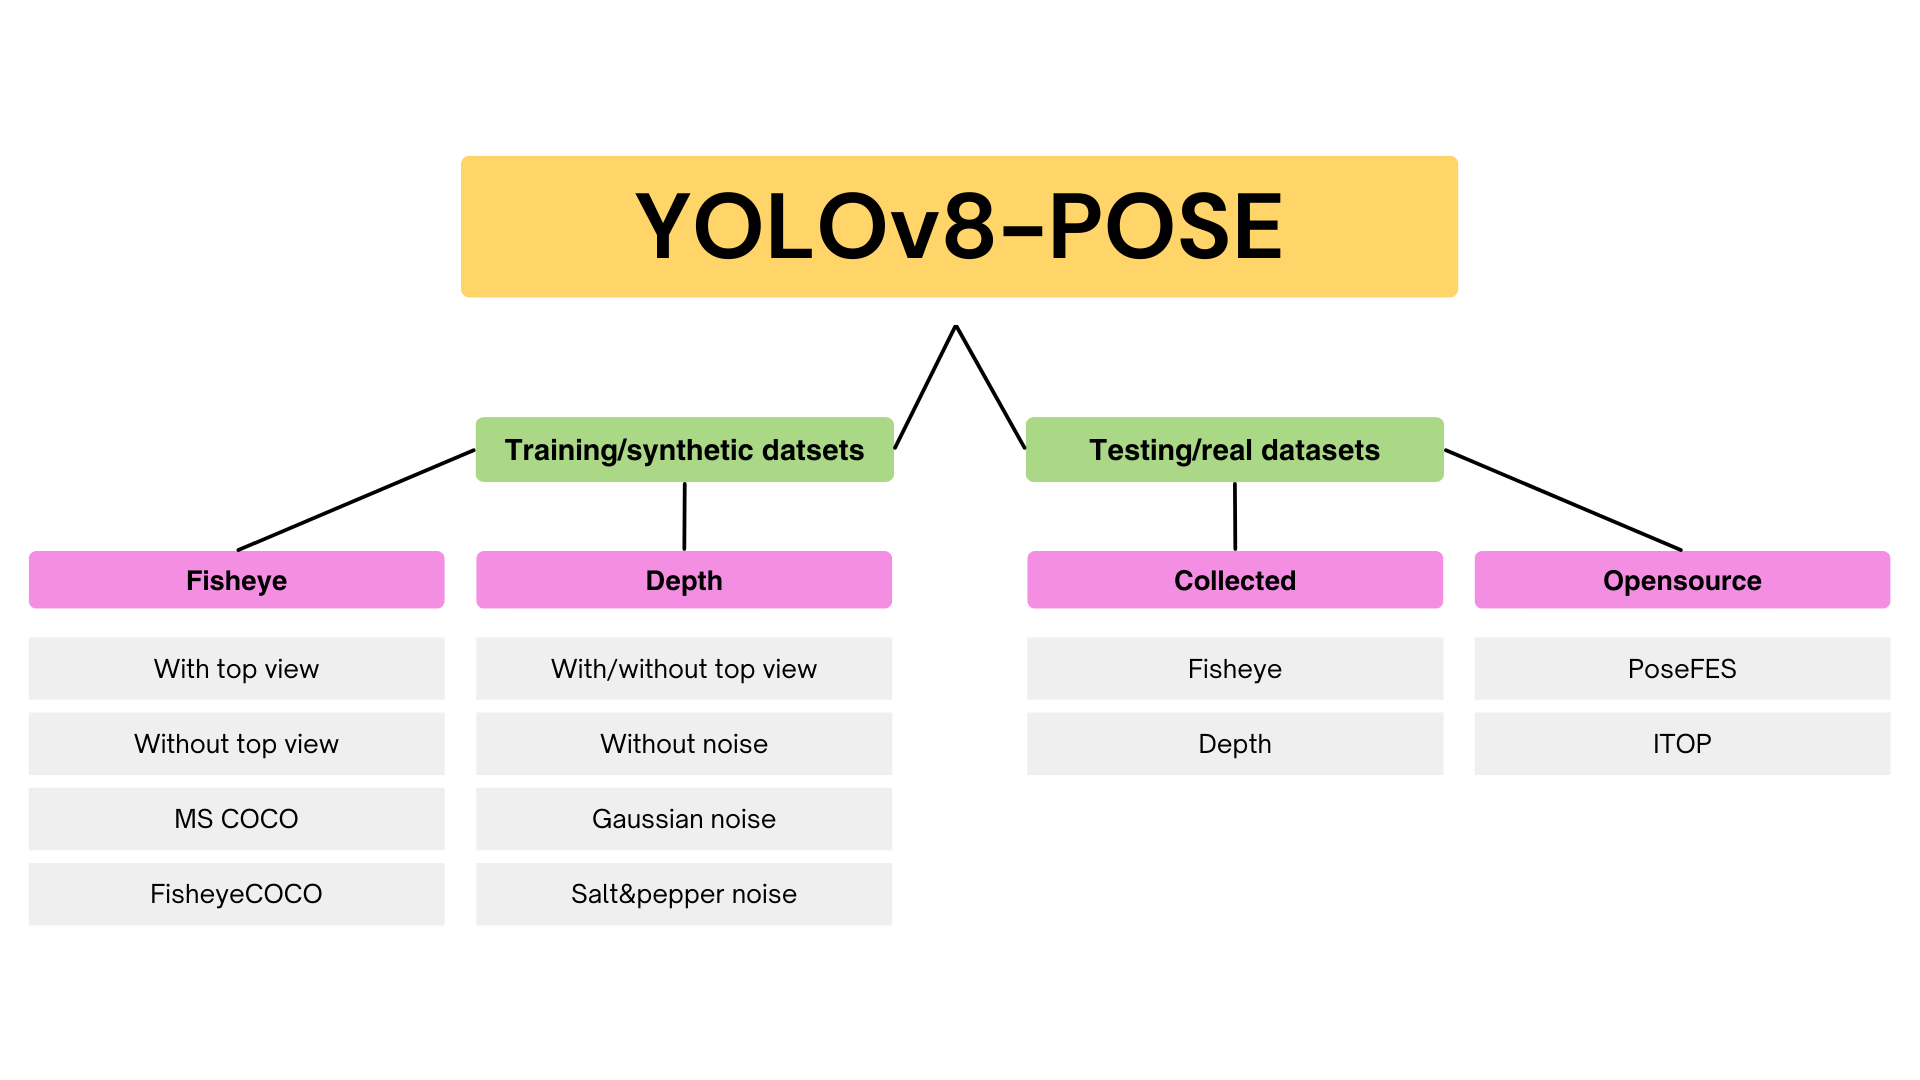 YOLOv8-POSE
Training/synthetic datsets
Testing/real datasets
Fisheye
Depth
Collected
Opensource
With top view
With/without top view
Fisheye
PoseFES
Without top view
Without noise
Depth
ITOP
MS COCO
Gaussian noise
FisheyeCOCO
Salt&pepper noise